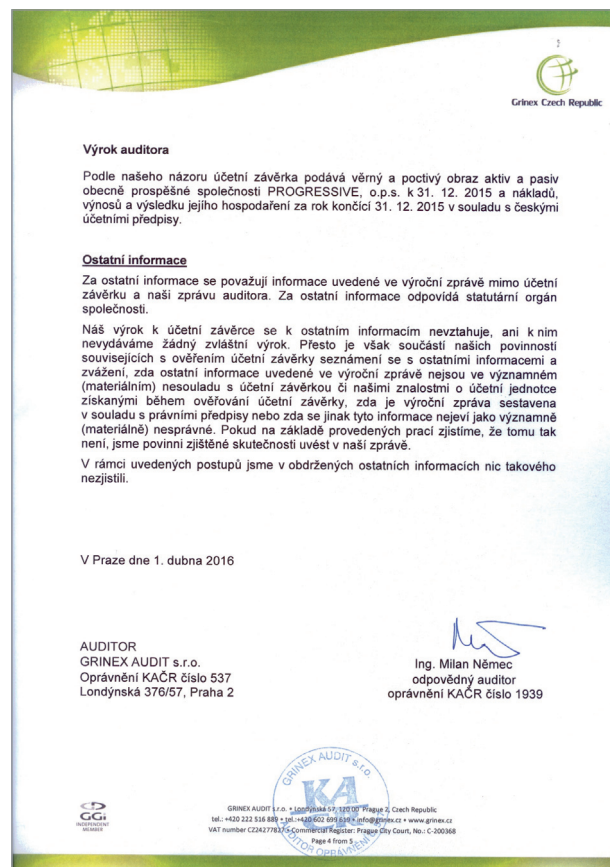 Grinex Czech Republic
Výrok auditora
Podle našeho názoru účetní závěrka podává věrný a poctivý obraz aktiv a pasiv
obecně prospěšné společnosti PROGRESSIVE, o.p.s. k 31. 12. 2015 a nákladů,
výnosů a výsledku jejího hospodaření za rok končící 31. 12. 2015 v souladu s českými
účetními předpisy.
Ostatní informace
Za ostatní informace se považují informace uvedené ve výroční zprávě mimo účetní
závěrku a naši zprávu auditora. Za ostatní informace odpovídá statutární orgán
společnosti.
Náš výrok k účetní závěrce se k ostatním informacím nevztahuje, ani k nim
nevydáváme žádný zvláštní výrok. Přesto je však součástí našich povinností
souvisejících s ověřením účetní závěrky seznámení se s ostatními informacemi a
zvážení, zda ostatní informace uvedené ve výroční zprávě nejsou ve významném
(materiálním) nesouladu s účetní závěrkou či našimi znalostmi o účetní jednotce
získanými během ověřování účetní závěrky, zda je výroční zpráva sestavena
v souladu s právními předpisy nebo zda se jinak tyto informace nejeví jako významně
(materiálně) nesprávné. Pokud na základě provedených prací zjistíme, že tomu tak
není, jsme povinni zjištěné skutečnosti uvést v naší zprávě.
V rámci uvedených postupů jsme v obdržených ostatních informacích nic takového
nezjistili.
V Praze dne 1. dubna 2016
AUDITOR
GRINEX AUDIT s.r.o.
Oprávnění KAČR číslo 537
Londýnská 376/57, Praha 2
Ing. Milan Němec
odpovědný auditor
oprávnění KAČR číslo 1939
GRINEX AUDIT s.r.o.
KA
ČR
AUDITOR
GGi
INDEPENDENT
MEMBER
GRINEX AUDIT s.r.o. • Londýnská 57, 120 00 Prague 2, Czech Republic
tel.: +420 222 516 889 • tel.: +420 602 699 639 • info@grinex.cz • www.grinex.cz
VAT number CZ24277827 • Commercial Register: Prague City Court, No.: C-200368
Page 4 from 5